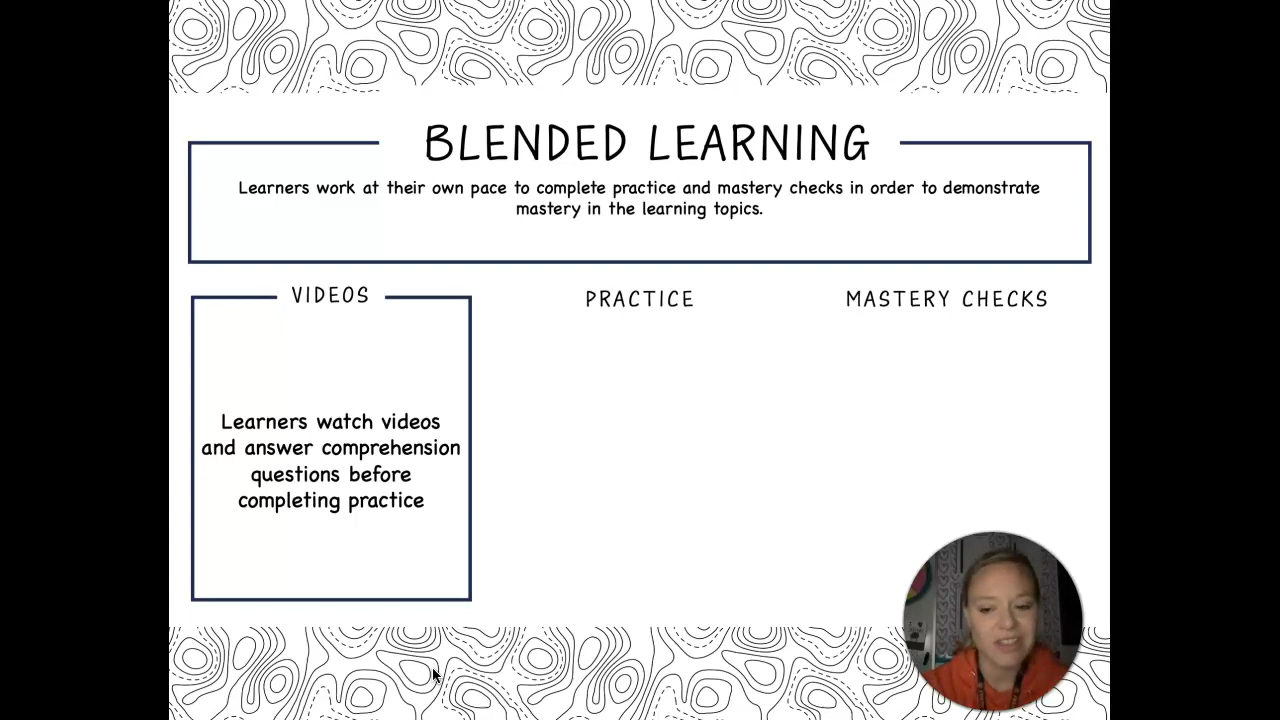 BLENDED LEARNING
Learners work at their own pace to complete practice and mastery checks in order to demonstrate
mastery in the learning topics.
VIDEOS
PRACTICE
MASTERY CHECKS
Learners watch videos
and answer comprehension
questions before
completing practice